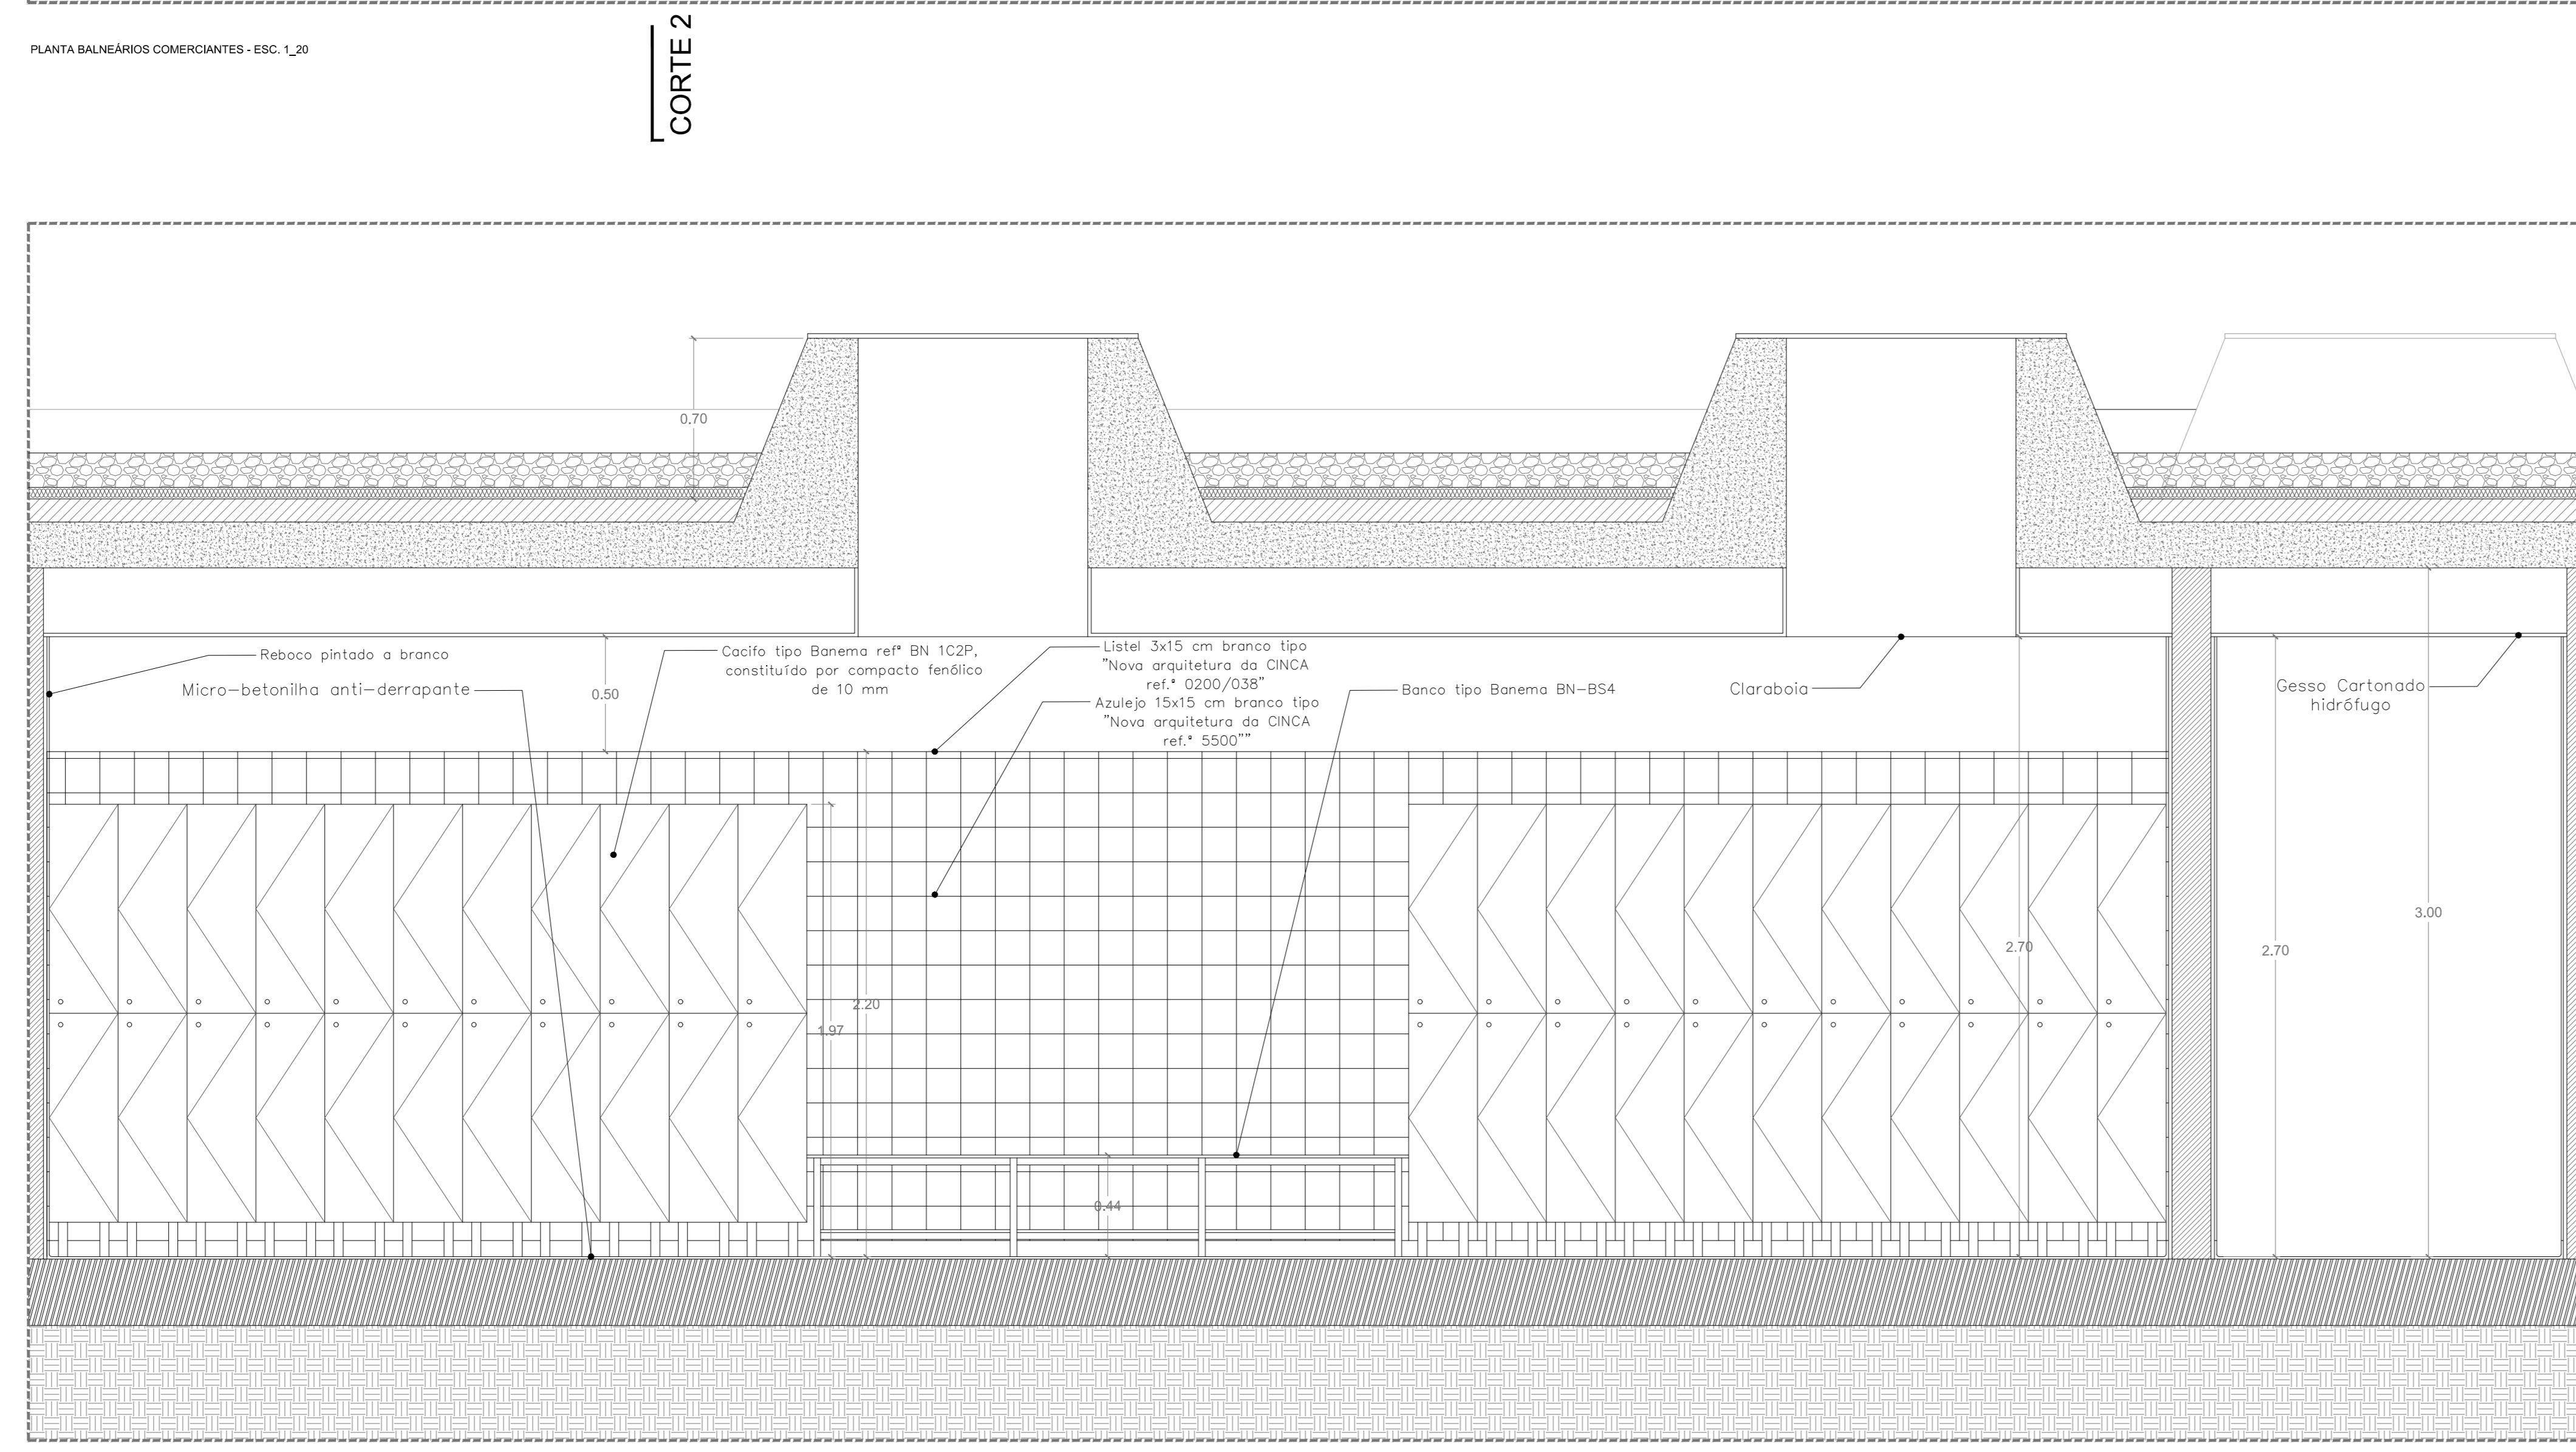 PLANTA BALNEÁRIOS COMERCIANTES - ESC. 1_20
CORTE 2
0.70
Reboco pintado a branco
Micro-betonilha anti-derrapante
0.50
Cacifo tipo Banema refª BN 1C2P,
constituído por compacto fenólico
de 10 mm
Listel 3x15 cm branco tipo
"Nova arquitetura da CINCA
ref.ª 0200/038"
Azulejo 15x15 cm branco tipo
"Nova arquitetura da CINCA
ref.ª 5500""
Banco tipo Banema BN-BS4
Claraboia
Gesso Cartonado
hidrófugo
3.00
2.70
2.70
2.20
1.97
0.44